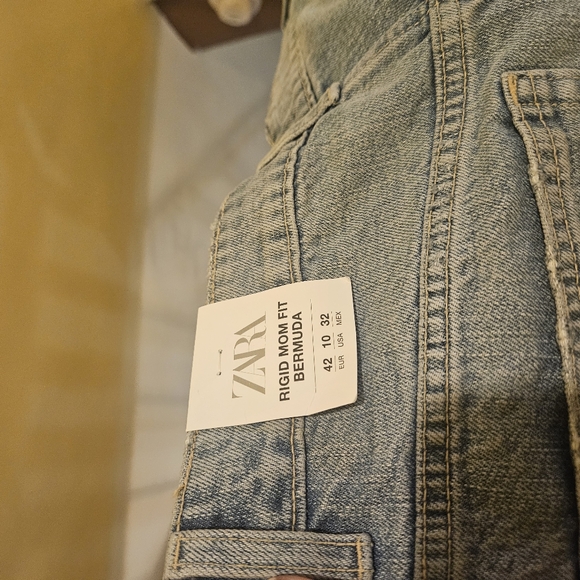 ZARA
RIGID MOM FIT
BERMUDA
42 10 32
EUR USA MEX